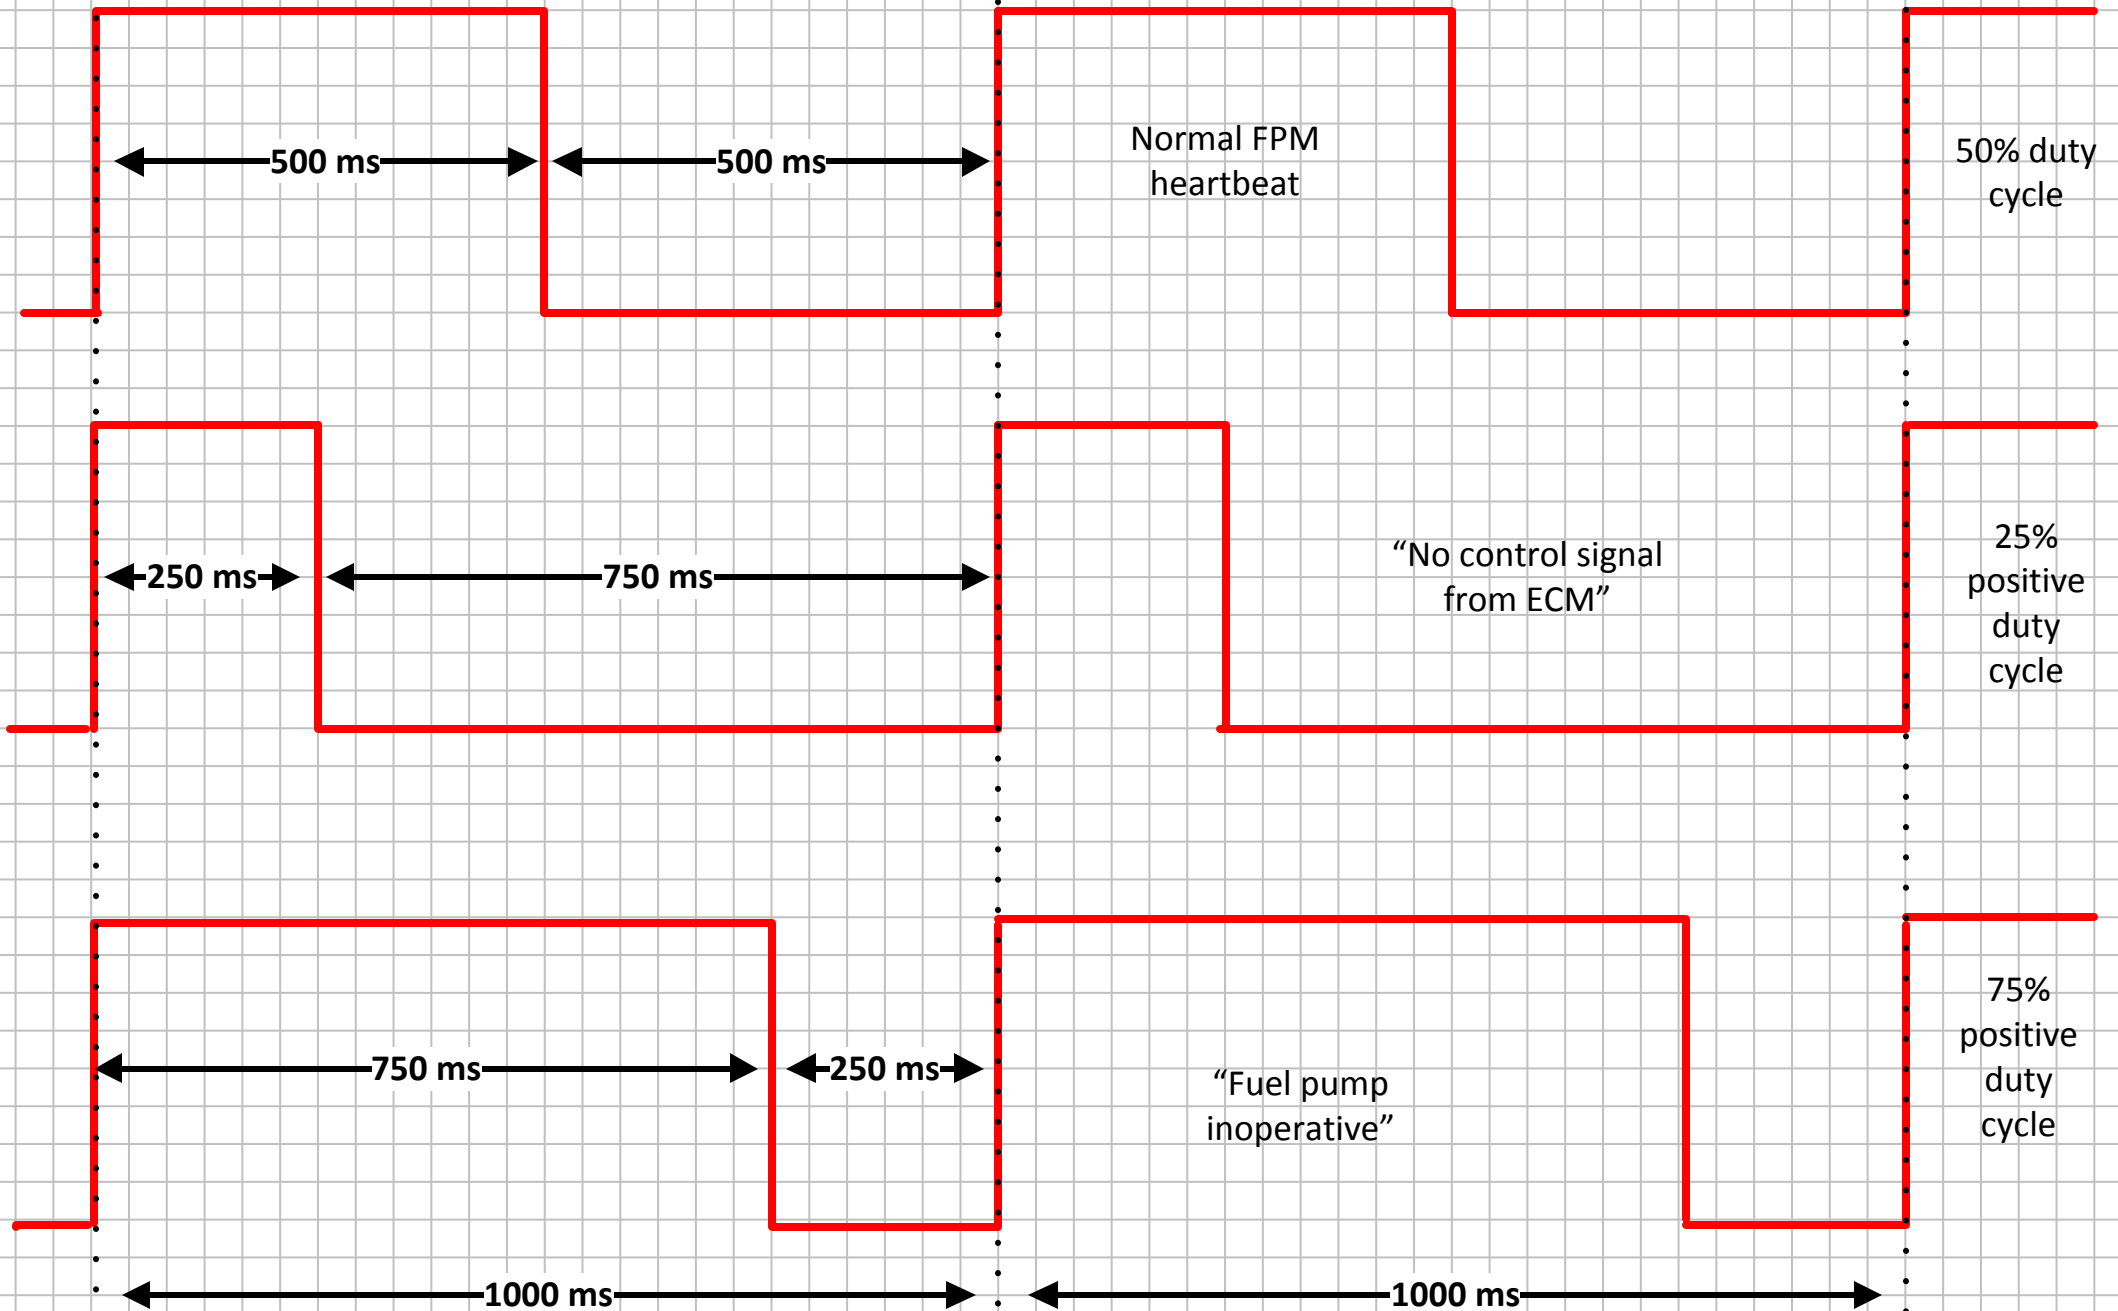 500 ms
500 ms
Normal FPM
heartbeat
50% duty
cycle
250 ms
750 ms
“No control signal
from ECM”
25%
positive
duty
cycle
750 ms
250 ms
“Fuel pump
inoperative”
75%
positive
duty
cycle
1000 ms
1000 ms